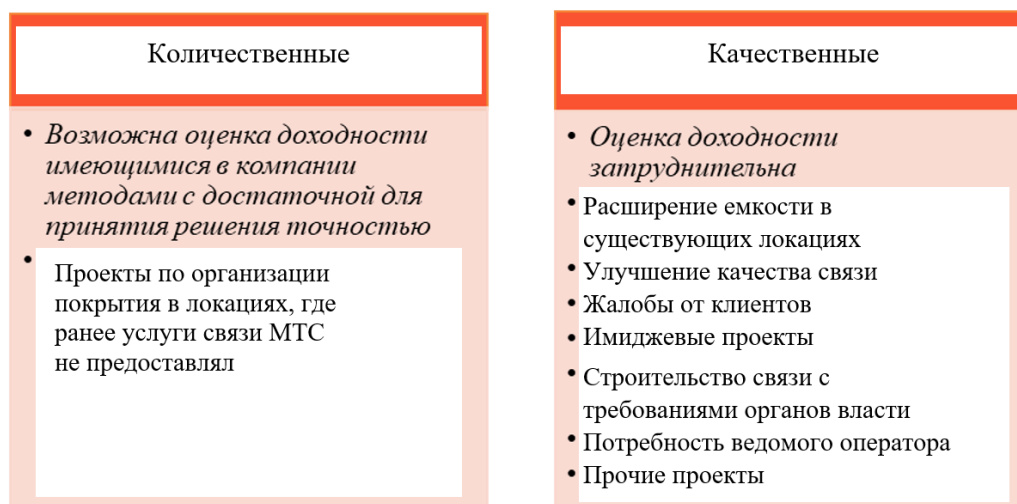 Количественные
• Возможна оценка доходности
имеющимися в компании
методами с достаточной для
принятия решения точностью
• Проекты по организации
покрытия в локациях, где
ранее услуги связи МТС
не предоставлял
Качественные
• Оценка доходности
затруднительна
• Расширение емкости в
существующих локациях
• Улучшение качества связи
• Жалобы от клиентов
• Имиджевые проекты
• Строительство связи с
требованиями органов власти
• Потребность ведомого оператора
• Прочие проекты